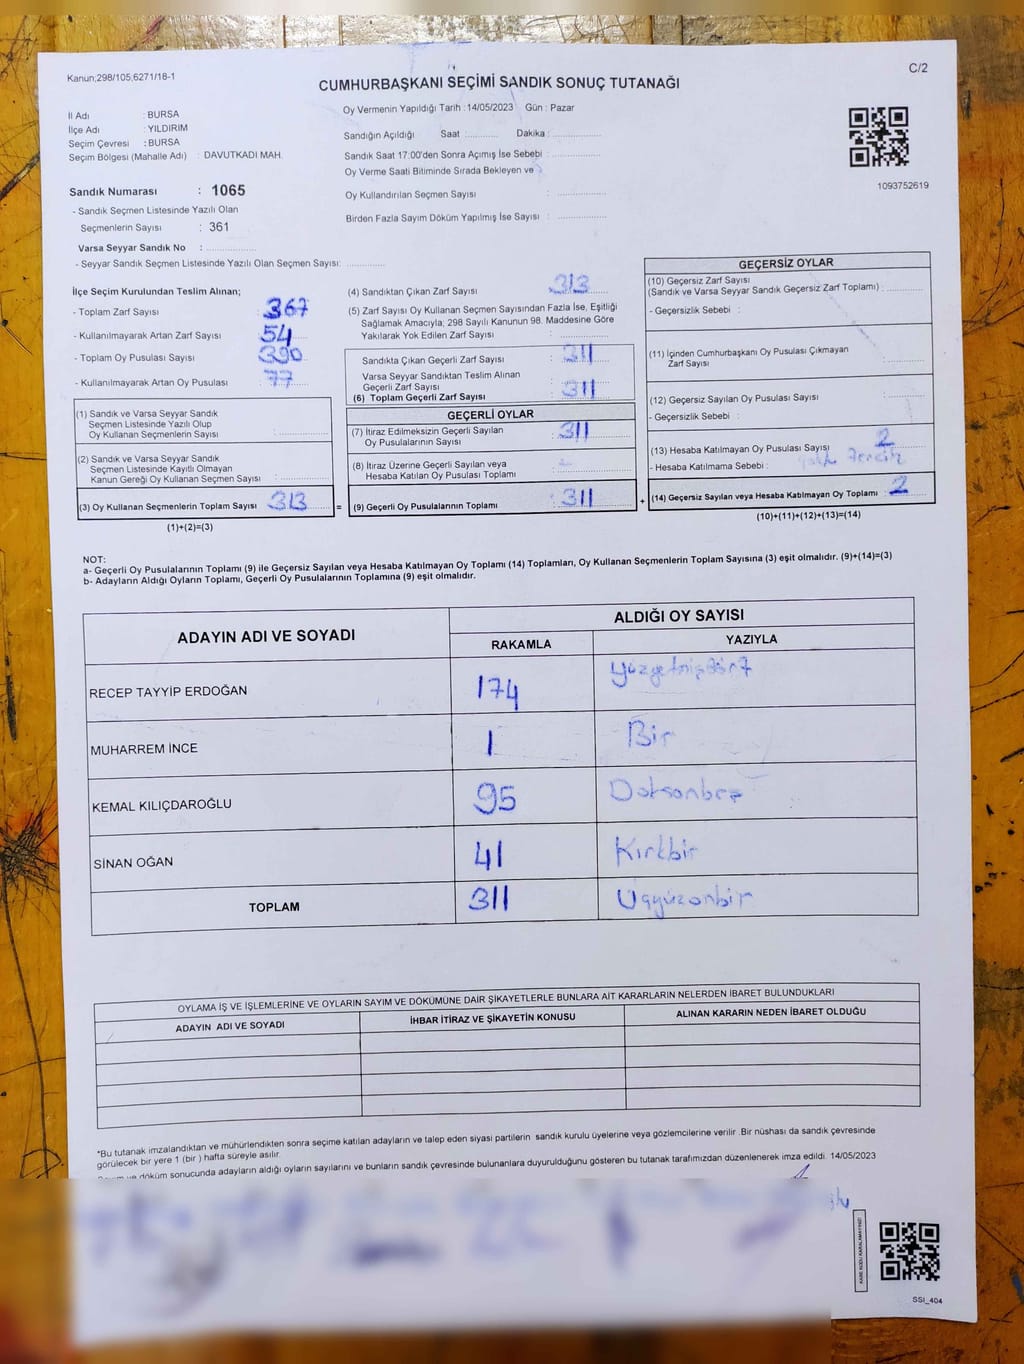 Kanun;298/105,6271/18-1
C/2
CUMHURBAŞKANI SEÇİMİ SANDIK SONUÇ TUTANAĞI
Oy Vermenin Yapıldığı Tarih : 14/05/2023 Gün : Pazar
İl Adı : BURSA
İlçe Adı : YILDIRIM
Seçim Çevresi : BURSA
Seçim Bölgesi (Mahalle Adı) : DAVUTKADI MAH.
Sandığın Açıldığı Saat :.......... Dakika :..............
Sandık Saat 17:00'den Sonra Açımış İse Sebebi :..............
Oy Verme Saati Bitiminde Sırada Bekleyen ve
Oy Kullandırılan Seçmen Sayısı : ..............
Birden Fazla Sayım Döküm Yapılmış İse Sayısı : ..............
1093752619
Sandık Numarası : 1065
- Sandık Seçmen Listesinde Yazılı Olan
Seçmenlerin Sayısı : 361
Varsa Seyyar Sandık No : ..............
- Seyyar Sandık Seçmen Listesinde Yazılı Olan Seçmen Sayısı: ..........
İlçe Seçim Kurulundan Teslim Alınan;
- Toplam Zarf Sayısı : 367
- Kullanılmayarak Artan Zarf Sayısı : 54
- Toplam Oy Pusulası Sayısı : 390
- Kullanılmayarak Artan Oy Pusulası : 77
(1) Sandık ve Varsa Seyyar Sandık
Seçmen Listesinde Yazılı Olup
Oy Kullanan Seçmenlerin Sayısı :..............
(2) Sandık ve Varsa Seyyar Sandık
Seçmen Listesinde Kayıtlı Olmayan
Kanun Gereği Oy Kullanan Seçmen Sayısı :..............
(3) Oy Kullanan Seçmenlerin Toplam Sayısı : 313
(1)+(2)=(3)
=
(4) Sandıktan Çıkan Zarf Sayısı : 313
(5) Zarf Sayısı Oy Kullanan Seçmen Sayısından Fazla İse, Eşitliği
Sağlamak Amacıyla; 298 Sayılı Kanunun 98. Maddesine Göre
Yakılarak Yok Edilen Zarf Sayısı :..............
Sandıkta Çıkan Geçerli Zarf Sayısı : 311
Varsa Seyyar Sandıktan Teslim Alınan
Geçerli Zarf Sayısı
(6) Toplam Geçerli Zarf Sayısı : 311
GEÇERLİ OYLAR
(7) İtiraz Edilmeksizin Geçerli Sayılan
Oy Pusulalarının Sayısı : 311
(8) İtiraz Üzerine Geçerli Sayılan veya
Hesaba Katılan Oy Pusulası Toplamı
(9) Geçerli Oy Pusulalarının Toplamı : 311
+
GEÇERSİZ OYLAR
(10) Geçersiz Zarf Sayısı
(Sandık ve Varsa Seyyar Sandık Geçersiz Zarf Toplamı) :..............
- Geçersizlik Sebebi :
(11) İçinden Cumhurbaşkanı Oy Pusulası Çıkmayan
Zarf Sayısı :..............
(12) Geçersiz Sayılan Oy Pusulası Sayısı :..............
- Geçersizlik Sebebi :
(13) Hesaba Katılmayan Oy Pusulası Sayısı : 2
- Hesaba Katılmama Sebebi :
(14) Geçersiz Sayılan veya Hesaba Katılmayan Oy Toplamı : 2
(10)+(11)+(12)+(13)=(14)
NOT:
a- Geçerli Oy Pusulalarının Toplamı (9) ile Geçersiz Sayılan veya Hesaba Katılmayan Oy Toplamı (14) Toplamları, Oy Kullanan Seçmenlerin Toplam Sayısına (3) eşit olmalıdır. (9)+(14)=(3)
b- Adayların Aldığı Oyların Toplamı, Geçerli Oy Pusulalarının Toplamına (9) eşit olmalıdır.
ADAYIN ADI VE SOYADI
ALDIĞI OY SAYISI
RAKAMLA YAZIYLA
RECEP TAYYİP ERDOĞAN 174 Yüzyetmişdört
MUHARREM İNCE 1 Bir
KEMAL KILIÇDAROĞLU 95 Doksanbeş
SİNAN OĞAN 41 Kırkbir
TOPLAM 311 Üçyüzonbir
OYLAMA İŞ VE İŞLEMLERİNE VE OYLARIN SAYIM VE DÖKÜMÜNE DAİR ŞİKAYETLERLE BUNLARA AİT KARARLARIN NELERDEN İBARET BULUNDUKLARI
ADAYIN ADI VE SOYADI İHBAR İTİRAZ VE ŞİKAYETİN KONUSU ALINAN KARARIN NEDEN İBARET OLDUĞU
*Bu tutanak imzalandıktan ve mühürlendikten sonra seçime katılan adayların ve talep eden siyasi partilerin sandık kurulu üyelerine veya gözlemcilerine verilir .Bir nüshası da sandık çevresinde
görülecek bir yere 1 (bir ) hafta süreyle asılır.
ve döküm sonucunda adayların aldığı oyların sayılarını ve bunların sandık çevresinde bulunanlara duyurulduğunu gösteren bu tutanak tarafımızdan düzenlenerek imza edildi. 14/05/2023
KARE KODU KARALAMAYINIZ!
SSI_404